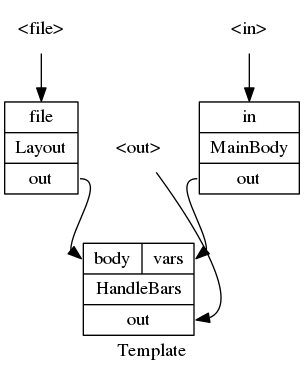 <file>
<in>
file
Layout
out
in
MainBody
out
<out>
body vars
HandleBars
out
Template